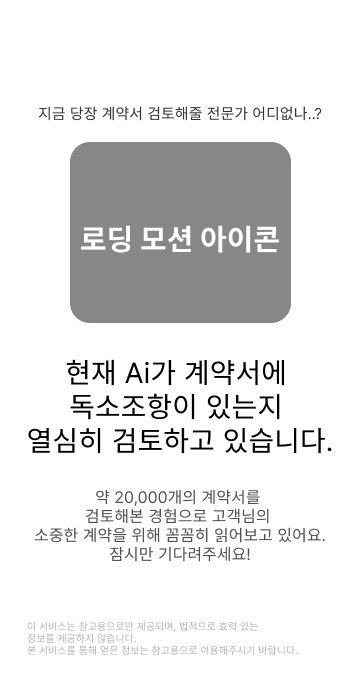 지금 당장 계약서 검토해줄 전문가 어디없나..?
로딩 모션 아이콘
현재 Ai가 계약서에
독소조항이 있는지
열심히 검토하고 있습니다.
약 20,000개의 계약서를
검토해본 경험으로 고객님의
소중한 계약을 위해 꼼꼼히 읽어보고 있어요.
잠시만 기다려주세요!
이 서비스는 참고용으로만 제공되며, 법적으로 효력 있는
정보를 제공하지 않습니다.
본 서비스를 통해 얻은 정보는 참고용으로 이용해주시기 바랍니다.